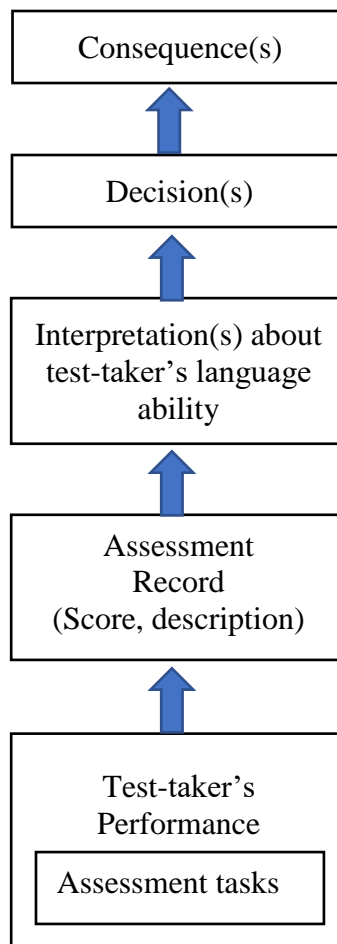 Consequence(s)
Decision(s)
Interpretation(s) about
test-taker’s language
ability
Assessment
Record
(Score, description)
Test-taker’s
Performance
Assessment tasks